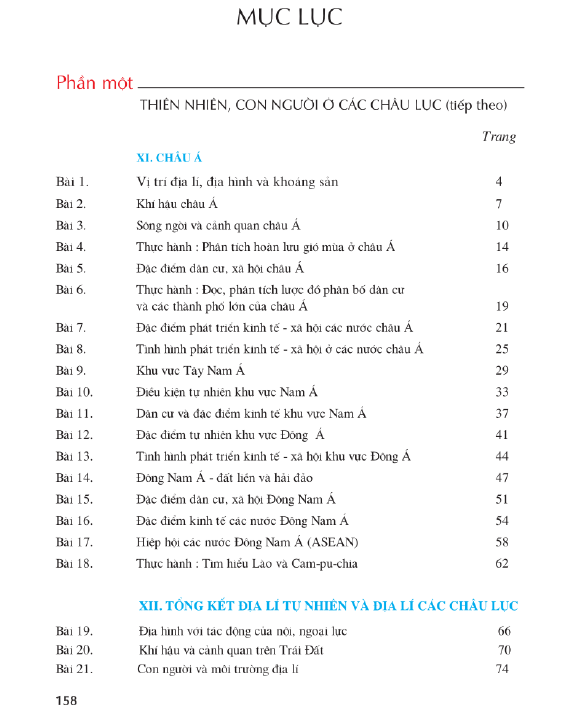 MỤC LỤC
Phần một
THIÊN NHIÊN, CON NGƯỜI Ở CÁC CHÂU LỤC (tiếp theo)
Trang
XI. CHÂU Á
Bài 1. Vị trí địa lí, địa hình và khoáng sản 4
Bài 2. Khí hậu châu Á 7
Bài 3. Sông ngòi và cảnh quan châu Á 10
Bài 4. Thực hành : Phân tích hoàn lưu gió mùa ở châu Á 14
Bài 5. Đặc điểm dân cư, xã hội châu Á 16
Bài 6. Thực hành : Đọc, phân tích lược đồ phân bố dân cư
và các thành phố lớn của châu Á 19
Bài 7. Đặc điểm phát triển kinh tế - xã hội các nước châu Á 21
Bài 8. Tình hình phát triển kinh tế - xã hội ở các nước châu Á 25
Bài 9. Khu vực Tây Nam Á 29
Bài 10. Điều kiện tự nhiên khu vực Nam Á 33
Bài 11. Dân cư và đặc điểm kinh tế khu vực Nam Á 37
Bài 12. Đặc điểm tự nhiên khu vực Đông Á 41
Bài 13. Tình hình phát triển kinh tế - xã hội khu vực Đông Á 44
Bài 14. Đông Nam Á - đất liền và hải đảo 47
Bài 15. Đặc điểm dân cư, xã hội Đông Nam Á 51
Bài 16. Đặc điểm kinh tế các nước Đông Nam Á 54
Bài 17. Hiệp hội các nước Đông Nam Á (ASEAN) 58
Bài 18. Thực hành : Tìm hiểu Lào và Cam-pu-chia 62
XII. TỔNG KẾT ĐỊA LÍ TỰ NHIÊN VÀ ĐỊA LÍ CÁC CHÂU LỤC
Bài 19. Địa hình với tác động của nội, ngoại lực 66
Bài 20. Khí hậu và cảnh quan trên Trái Đất 70
Bài 21. Con người và môi trường địa lí 74
158